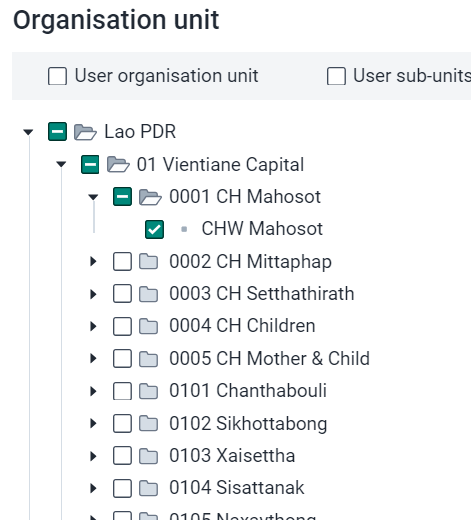 Organisation unit
User organisation unit User sub-units
Lao PDR
01 Vientiane Capital
0001 CH Mahosot
CHW Mahosot
0002 CH Mittaphap
0003 CH Setthathirath
0004 CH Children
0005 CH Mother & Child
0101 Chanthabouli
0102 Sikhottabong
0103 Xaisettha
0104 Sisattanak
0105 Naxaythong